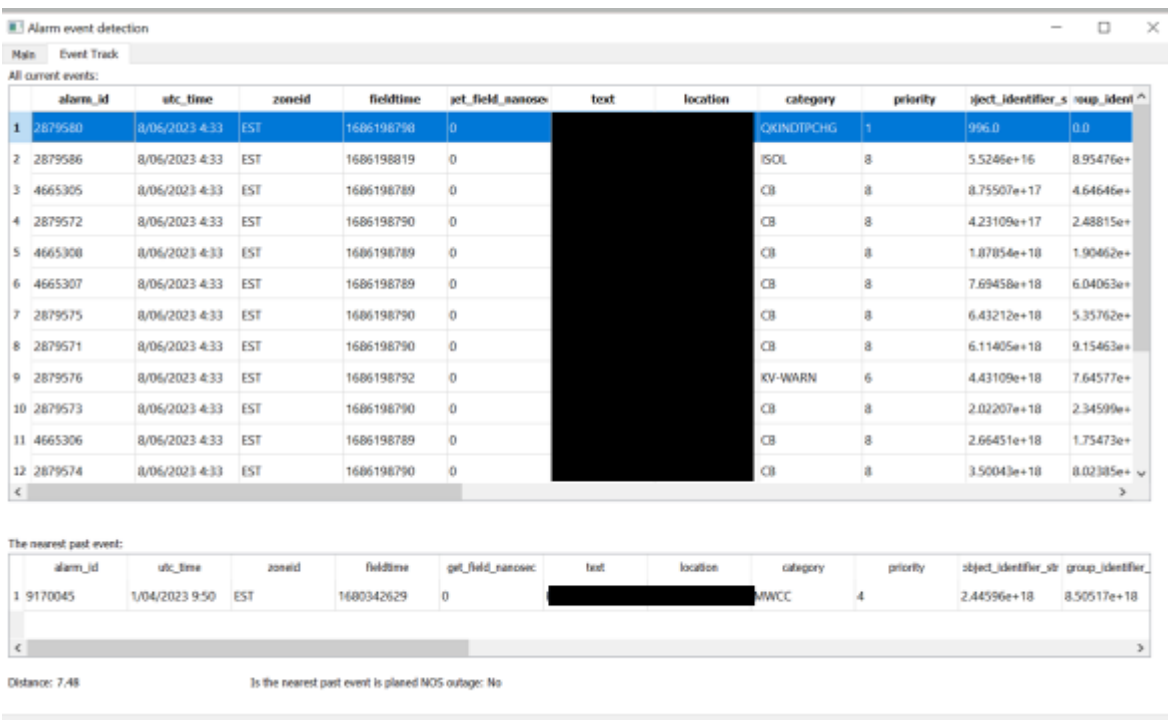 Alarm event detection
Main Event Track
All current events:
alarm_id utc_time zoneid fieldtime text location category priority
1 2879580 8/06/2023 4:33 EST 1686198798 0 QKINDTPCHG 1 996.0 0.0
2 2879586 8/06/2023 4:33 EST 1686198819 0 ISOL 8 5.5246e+16 8.95476e+
3 4665305 8/06/2023 4:33 EST 1686198789 0 CB 8 8.75507e+17 4.64646e+
4 2879572 8/06/2023 4:33 EST 1686198790 0 CB 8 4.23109e+17 2.48815e+
5 4665308 8/06/2023 4:33 EST 1686198789 0 CB 8 1.87854e+18 1.90462e+
6 4665307 8/06/2023 4:33 EST 1686198789 0 CB 8 7.69458e+18 6.04063e+
7 2879575 8/06/2023 4:33 EST 1686198790 0 CB 8 6.43212e+18 5.35762e+
8 2879571 8/06/2023 4:33 EST 1686198790 0 CB 8 6.11405e+18 9.15463e+
9 2879576 8/06/2023 4:33 EST 1686198792 0 KV-WARN 6 4.43109e+18 7.64577e+
10 2879573 8/06/2023 4:33 EST 1686198790 0 CB 8 2.02207e+18 2.34599e+
11 4665306 8/06/2023 4:33 EST 1686198789 0 CB 8 2.66451e+18 1.75473e+
12 2879574 8/06/2023 4:33 EST 1686198790 0 CB 8 3.50043e+18 8.02385e+
The nearest past event:
alarm_id utc_time zoneid fieldtime get_field_nanosec text location category priority object_identifier_str group_identifier_
1 9170045 1/04/2023 9:50 EST 1680342629 0 MWCC 4 2.44596e+18 8.50517e+18
Distance: 7.48 Is the nearest past event is planed NOS outage: No